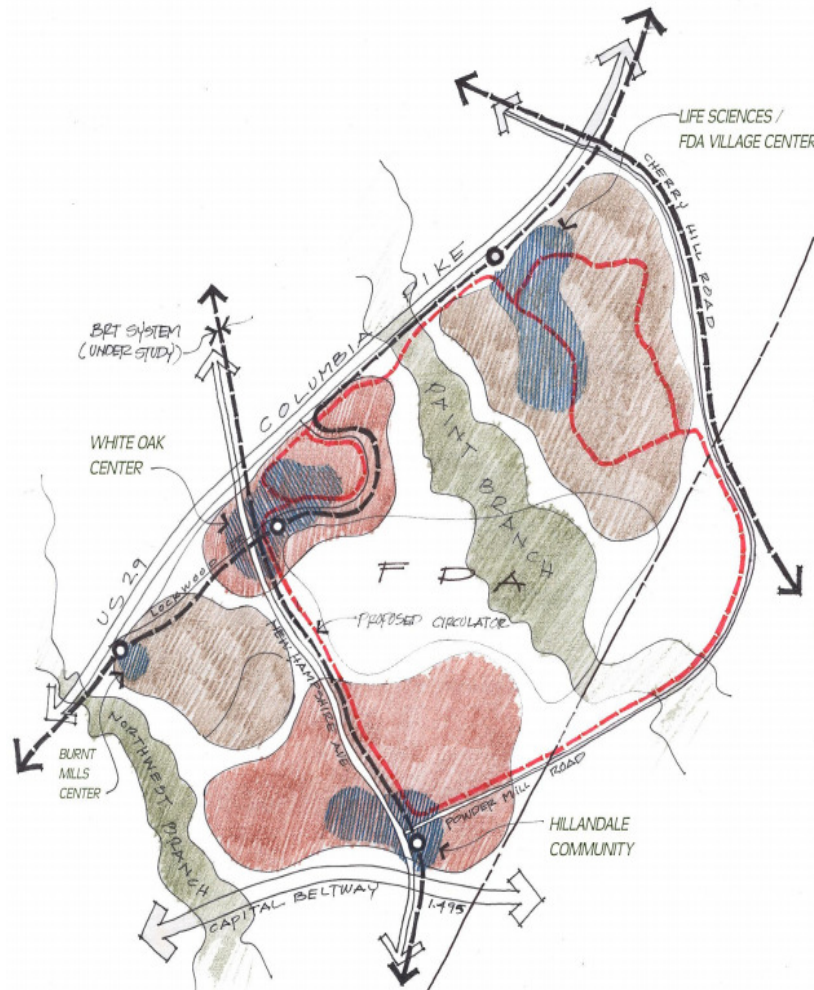 LIFE SCIENCES /
FDA VILLAGE CENTER
CHERRY HILL ROAD
COLUMBIA PIKE
BRT SYSTEM
(UNDER STUDY)
WHITE OAK
CENTER
PAINT BRANCH
US 29
LOCKWOOD
FDA
PROPOSED CIRCULATOR
NEW HAMPSHIRE AVE
BURNT
MILLS
CENTER
NORTHWEST BRANCH
POWDER MILL ROAD
HILLANDALE
COMMUNITY
CAPITAL BELTWAY
I-495